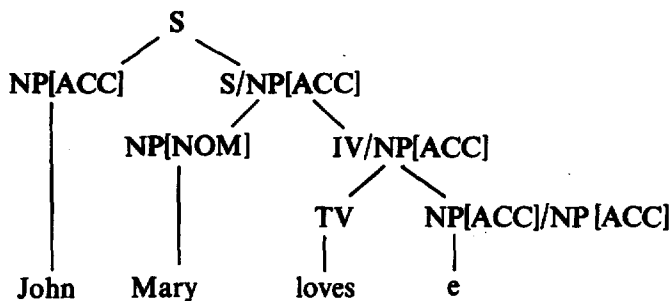 S
NP[ACC] S/NP[ACC]
NP[NOM] IV/NP[ACC]
TV NP[ACC]/NP[ACC]
John Mary loves e